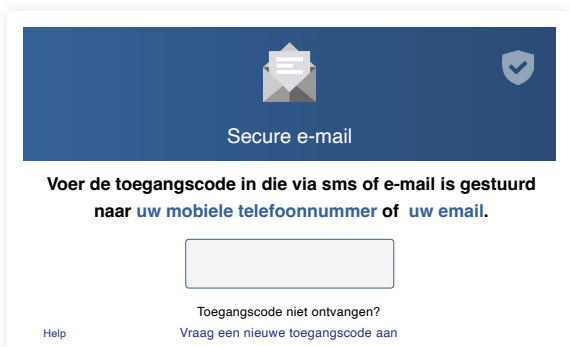 Secure e-mail
Voer de toegangscode in die via sms of e-mail is gestuurd
naar uw mobiele telefoonnummer of uw email.
Toegangscode niet ontvangen?
Help Vraag een nieuwe toegangscode aan